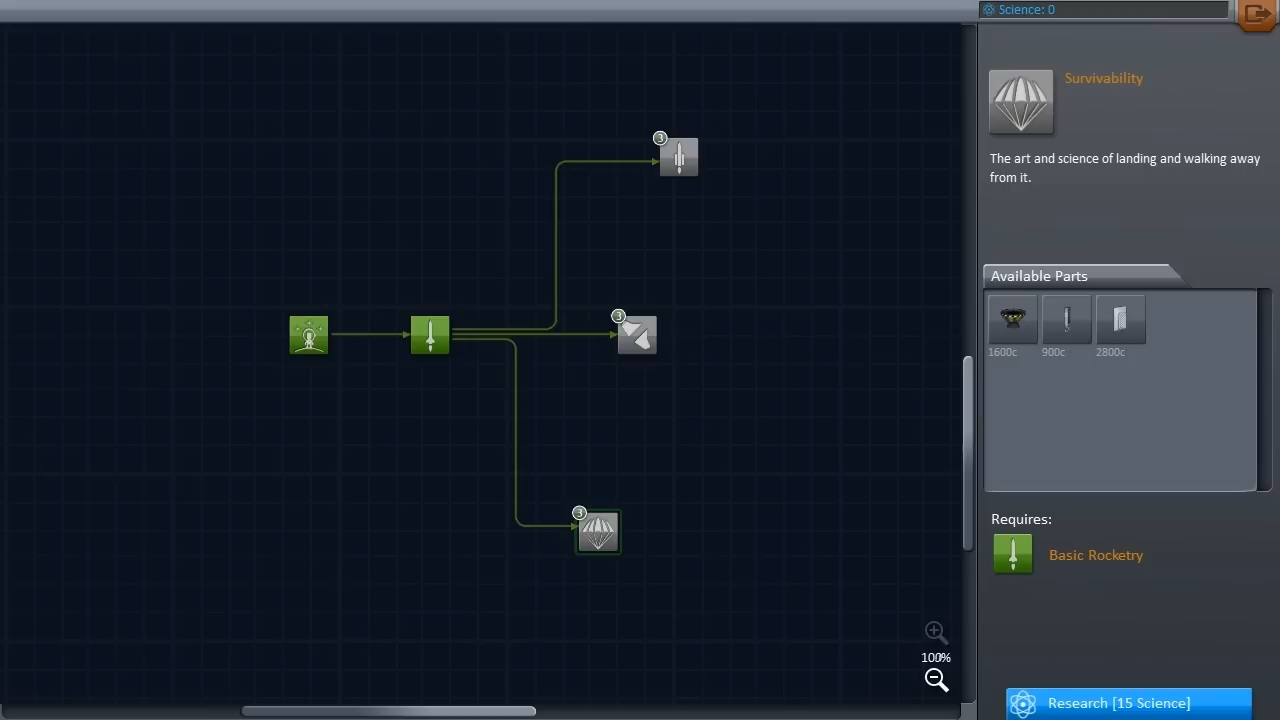 Science: 0
Survivability
The art and science of landing and walking away
from it.
Available Parts
1600c 900c 2800c
3
3
3
Requires:
Basic Rocketry
100%
Research [15 Science]